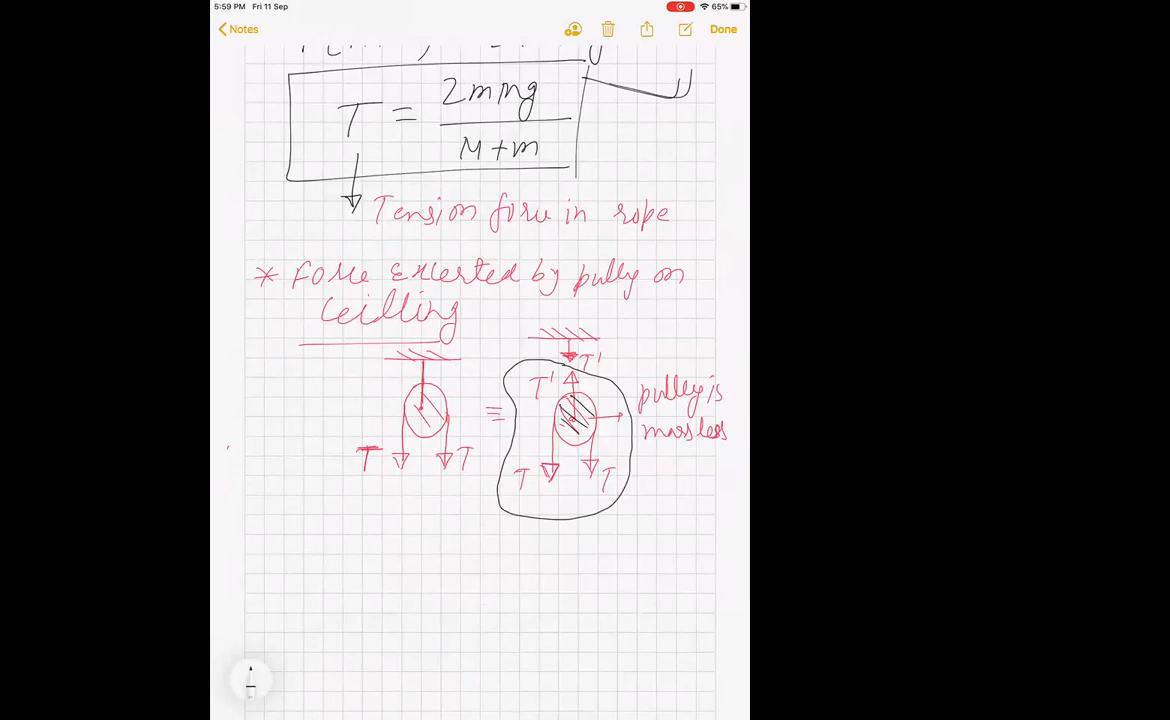 5:59 PM Fri 11 Sep
65%
Notes
Done
T = 2mMg
M+m
Tension force in rope
* Force Excerted by pully on
Ceilling
T'
T'
pulley is
massless
=
T T
T T